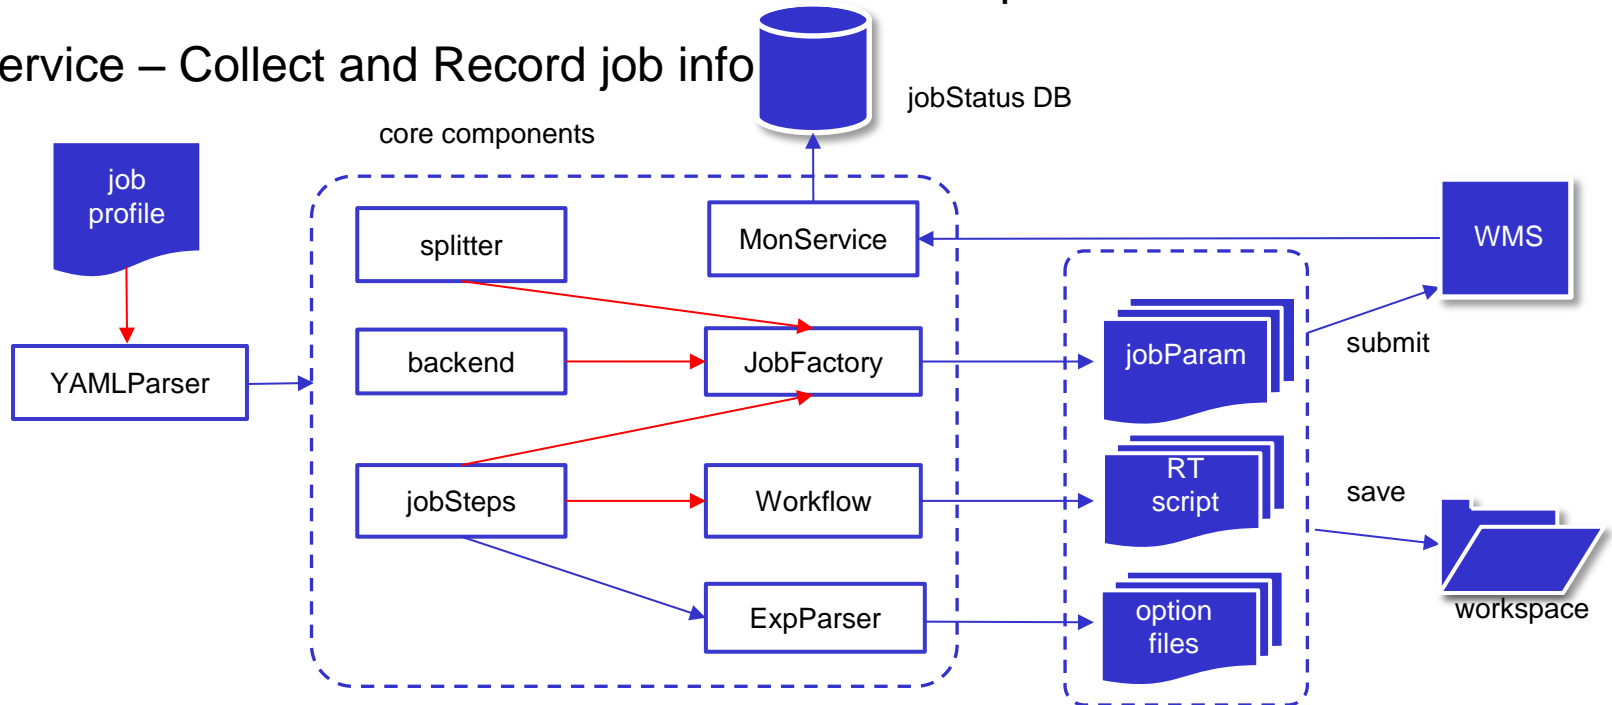 ervice – Collect and Record job info
jobStatus DB
core components
job
profile
splitter
MonService
WMS
YAMLParser
backend
JobFactory
jobParam
submit
jobSteps
Workflow
RT
script
save
ExpParser
option
files
workspace